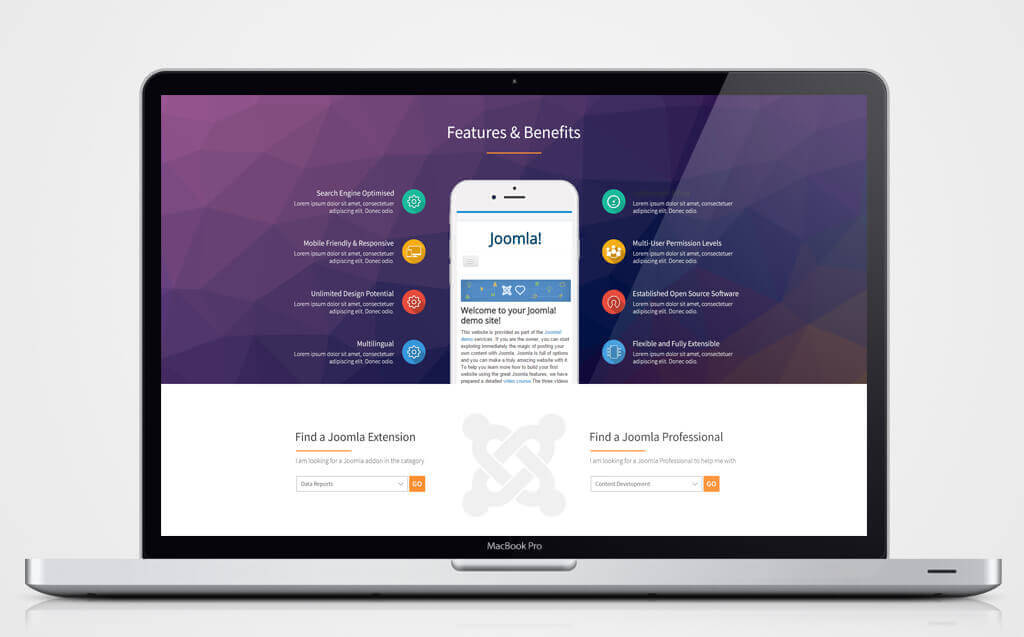 Features & Benefits
Search Engine Optimised
Lorem ipsum dolor sit amet, consectetuer
adipiscing elit. Donec odio.
Mobile Friendly & Responsive
Lorem ipsum dolor sit amet, consectetuer
adipiscing elit. Donec odio.
Unlimited Design Potential
Lorem ipsum dolor sit amet, consectetuer
adipiscing elit. Donec odio.
Multilingual
Lorem ipsum dolor sit amet, consectetuer
adipiscing elit. Donec odio.
Joomla!
Welcome to your Joomla!
demo site!
This website is provided as part of the Joomla!
demo services. If you are the owner, you can start
exploring immediately the magic of posting your
own content with Joomla. Joomla is full of options
and you can make a truly amazing website with it.
To help you learn more how to build your first
website using the great Joomla features, we have
prepared a detailed video course. The three videos
Lorem ipsum dolor sit amet, consectetuer
adipiscing elit. Donec odio.
Multi-User Permission Levels
Lorem ipsum dolor sit amet, consectetuer
adipiscing elit. Donec odio.
Established Open Source Software
Lorem ipsum dolor sit amet, consectetuer
adipiscing elit. Donec odio.
Flexible and Fully Extensible
Lorem ipsum dolor sit amet, consectetuer
adipiscing elit. Donec odio.
Find a Joomla Extension
I am looking for a Joomla addon in the category
Data Reports
GO
Find a Joomla Professional
I am looking for a Joomla Professional to help me with
Content Development
GO
MacBook Pro